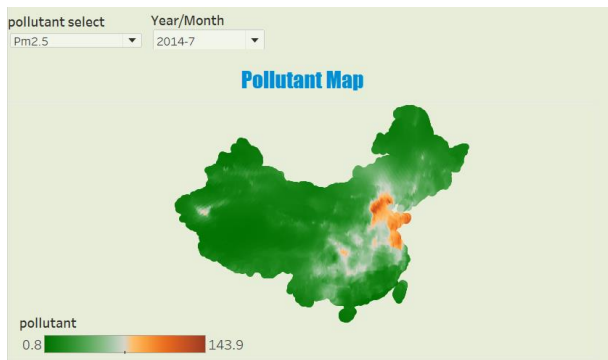 pollutant select
Year/Month
Pm2.5
2014-7
Pollutant Map
pollutant
0.8
143.9